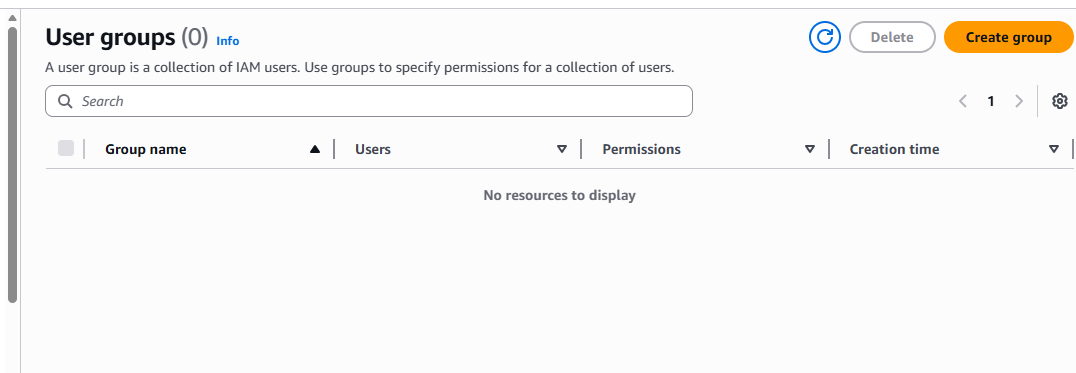 User groups (0) Info
Delete
Create group
A user group is a collection of IAM users. Use groups to specify permissions for a collection of users.
Search
1
Group name Users Permissions Creation time
No resources to display